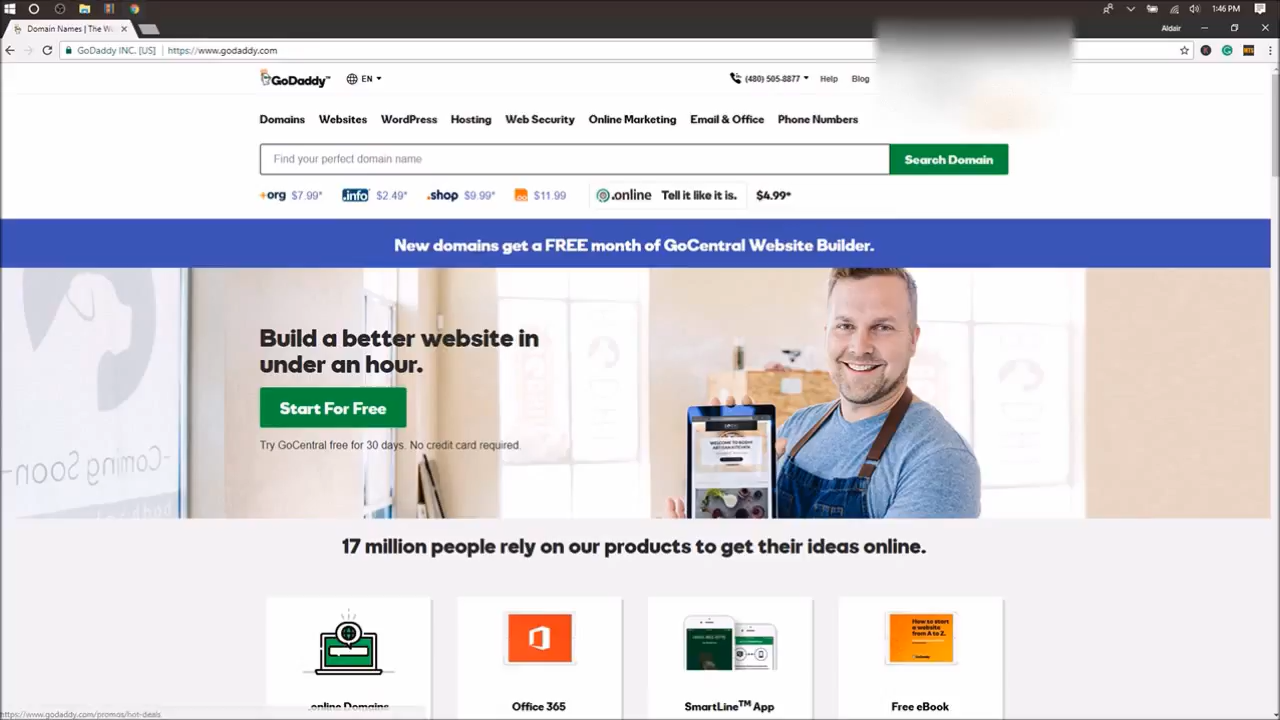 1:46 PM
Domain Names | The W
Aldair
GoDaddy INC. [US] https://www.godaddy.com
GoDaddy™ EN (480) 505-8877 Help Blog
Domains Websites WordPress Hosting Web Security Online Marketing Email & Office Phone Numbers
Find your perfect domain name Search Domain
+org $7.99* .info $2.49* .shop $9.99* $11.99 .online Tell it like it is. $4.99*
New domains get a FREE month of GoCentral Website Builder.
Build a better website in
under an hour.
Start For Free
Try GoCentral free for 30 days. No credit card required.
-Coming Soon-
17 million people rely on our products to get their ideas online.
How to start
a website
from A to Z.
GoDaddy
.online Domains Office 365 SmartLine™ App Free eBook
https://www.godaddy.com/promos/hot-deals